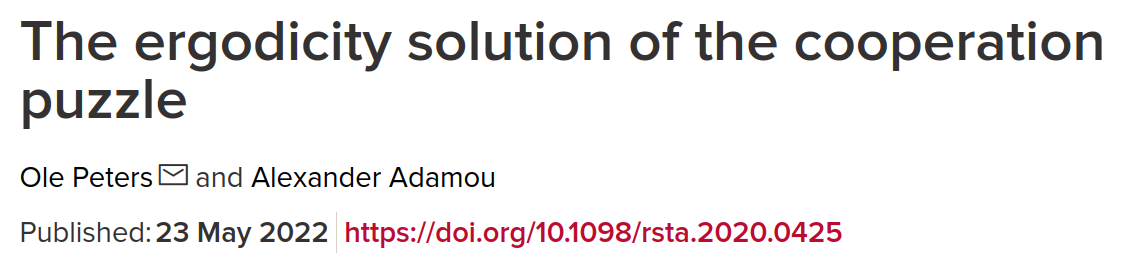 The ergodicity solution of the cooperation
puzzle
Ole Peters and Alexander Adamou
Published: 23 May 2022 https://doi.org/10.1098/rsta.2020.0425